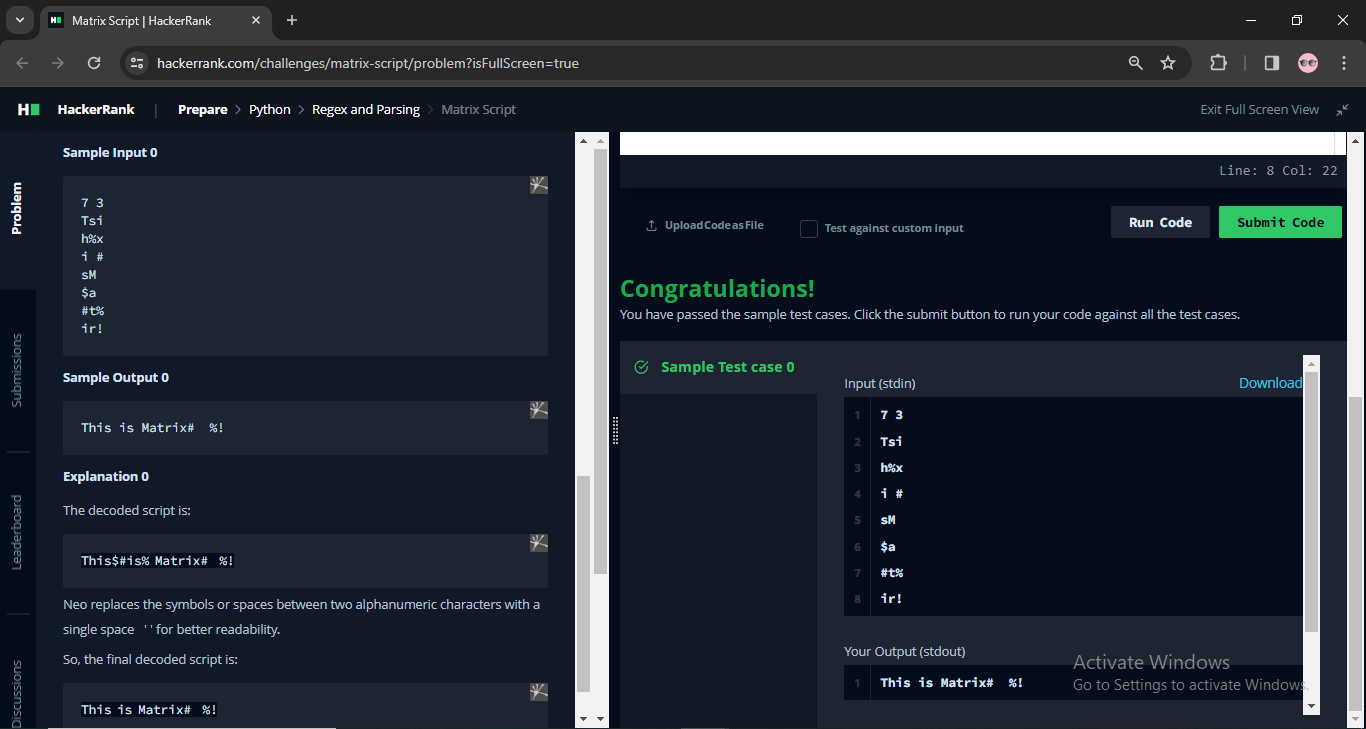 Matrix Script | HackerRank
hackerrank.com/challenges/matrix-script/problem?isFullScreen=true
HackerRank | Prepare > Python > Regex and Parsing > Matrix Script
Exit Full Screen View
Problem
Submissions
Leaderboard
Discussions
Sample Input 0
7 3
Tsi
h%x
i #
sM
$a
#t%
ir!
Sample Output 0
This is Matrix#  %!
Explanation 0
The decoded script is:
This$#is% Matrix#  %!
Neo replaces the symbols or spaces between two alphanumeric characters with a
single space  ' ' for better readability.
So, the final decoded script is:
This is Matrix#  %!
Line: 8 Col: 22
Upload Code as File
Test against custom input
Run Code
Submit Code
Congratulations!
You have passed the sample test cases. Click the submit button to run your code against all the test cases.
Sample Test case 0
Input (stdin)
Download
1 7 3
2 Tsi
3 h%x
4 i #
5 sM
6 $a
7 #t%
8 ir!
Your Output (stdout)
1 This is Matrix#  %!
Activate Windows
Go to Settings to activate Windows.